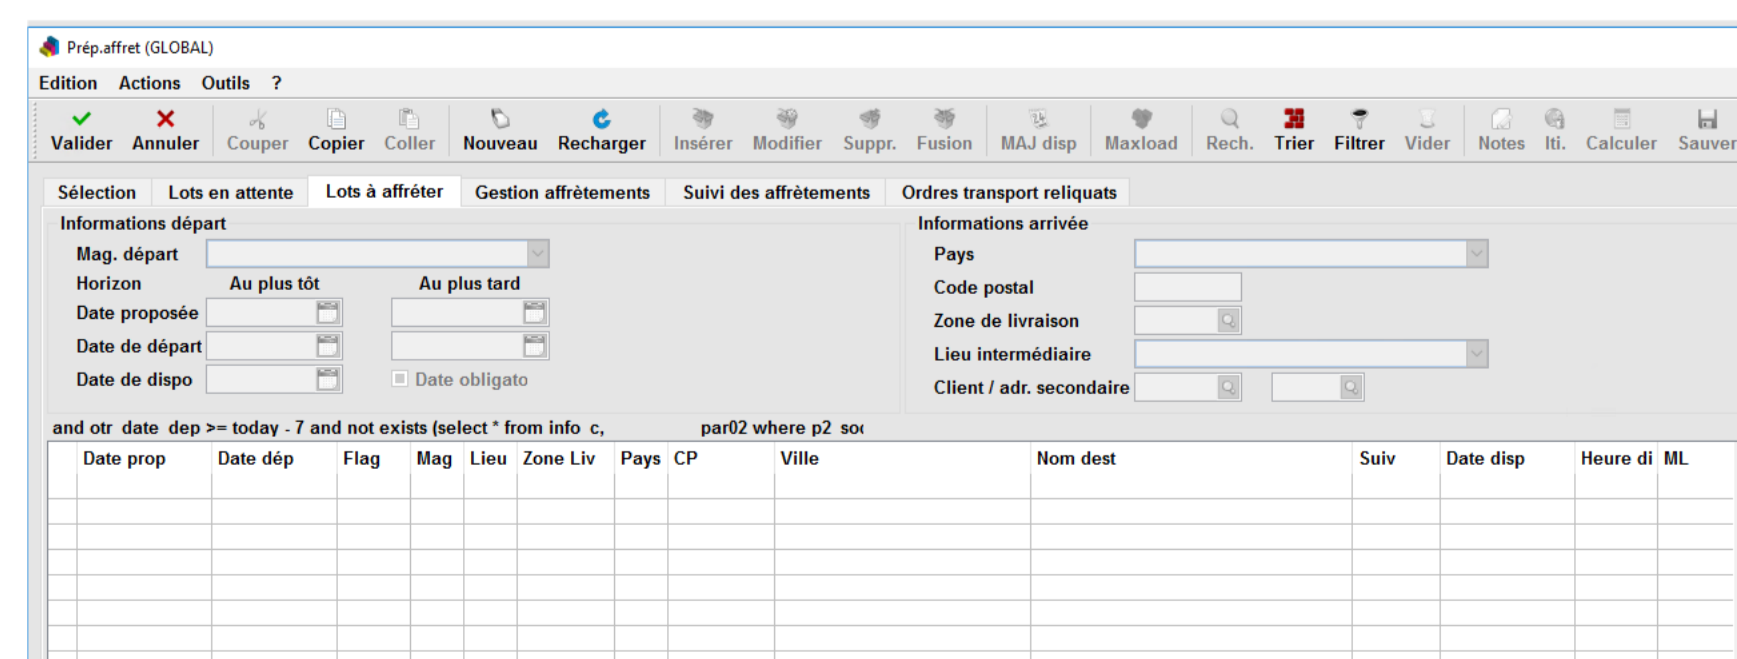 Prép.affret (GLOBAL)
Edition Actions Outils ?
Valider Annuler Couper Copier Coller Nouveau Recharger Insérer Modifier Suppr. Fusion MAJ disp Maxload Rech. Trier Filtrer Vider Notes Iti. Calculer Sauver
Sélection Lots en attente Lots à affréter Gestion affrètements Suivi des affrètements Ordres transport reliquats
Informations départ Informations arrivée
Mag. départ Pays
Horizon Au plus tôt Au plus tard Code postal
Date proposée Zone de livraison
Date de départ Lieu intermédiaire
Date de dispo Date obligato Client / adr. secondaire
and otr date dep >= today - 7 and not exists (select * from info c, par02 where p2 soc
Date prop Date dép Flag Mag Lieu Zone Liv Pays CP Ville Nom dest Suiv Date disp Heure di ML